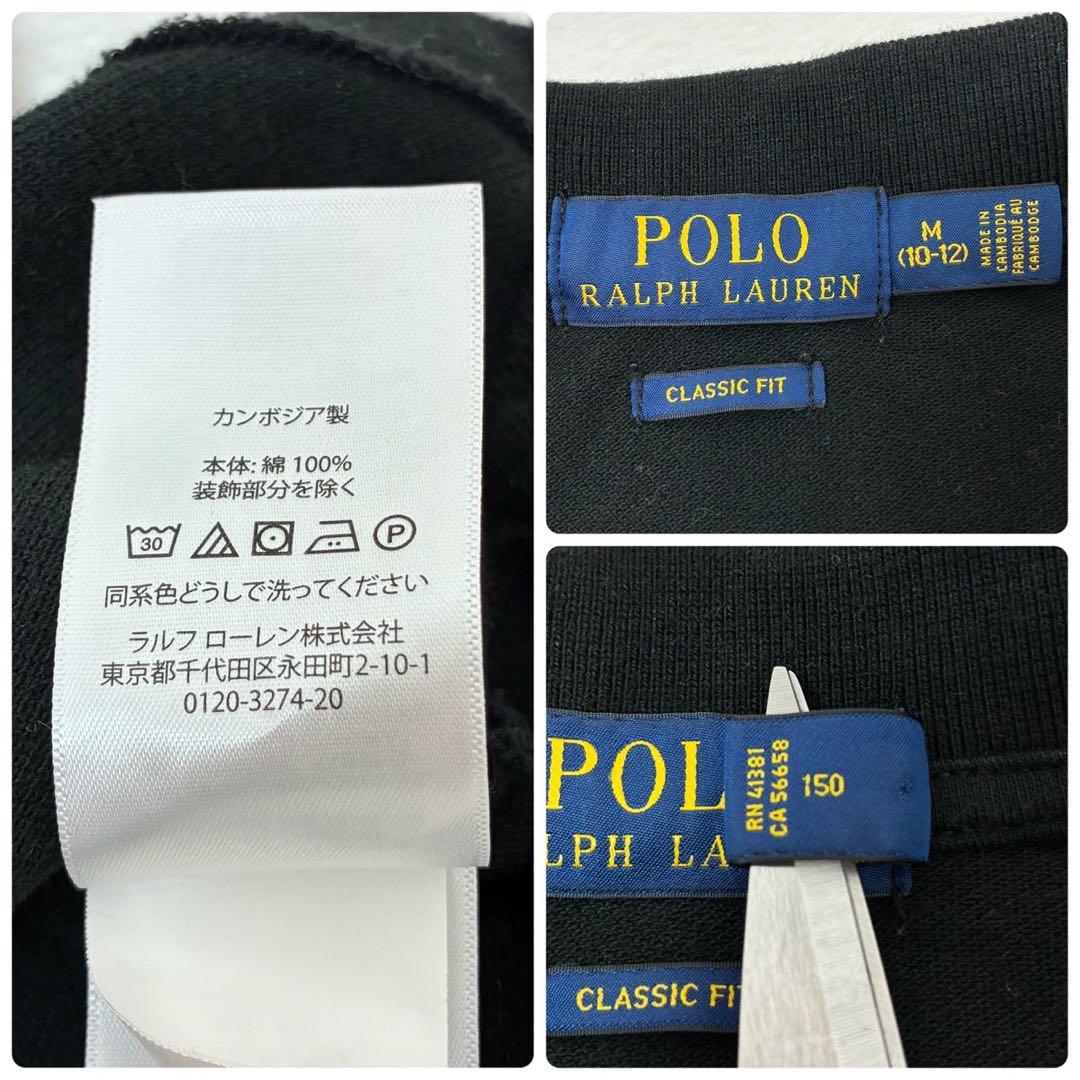 カンボジア製
本体: 綿 100%
装飾部分を除く
30
P
同系色どうしで洗ってください
ラルフ ローレン株式会社
東京都千代田区永田町2-10-1
0120-3274-20
POLO
RALPH LAUREN
M
(10-12)
MADE IN
CAMBODIA
FABRIQUÉ AU
CAMBODGE
CLASSIC FIT
POL
LPH LA
RN 41381
CA 56658
150
CLASSIC FIT